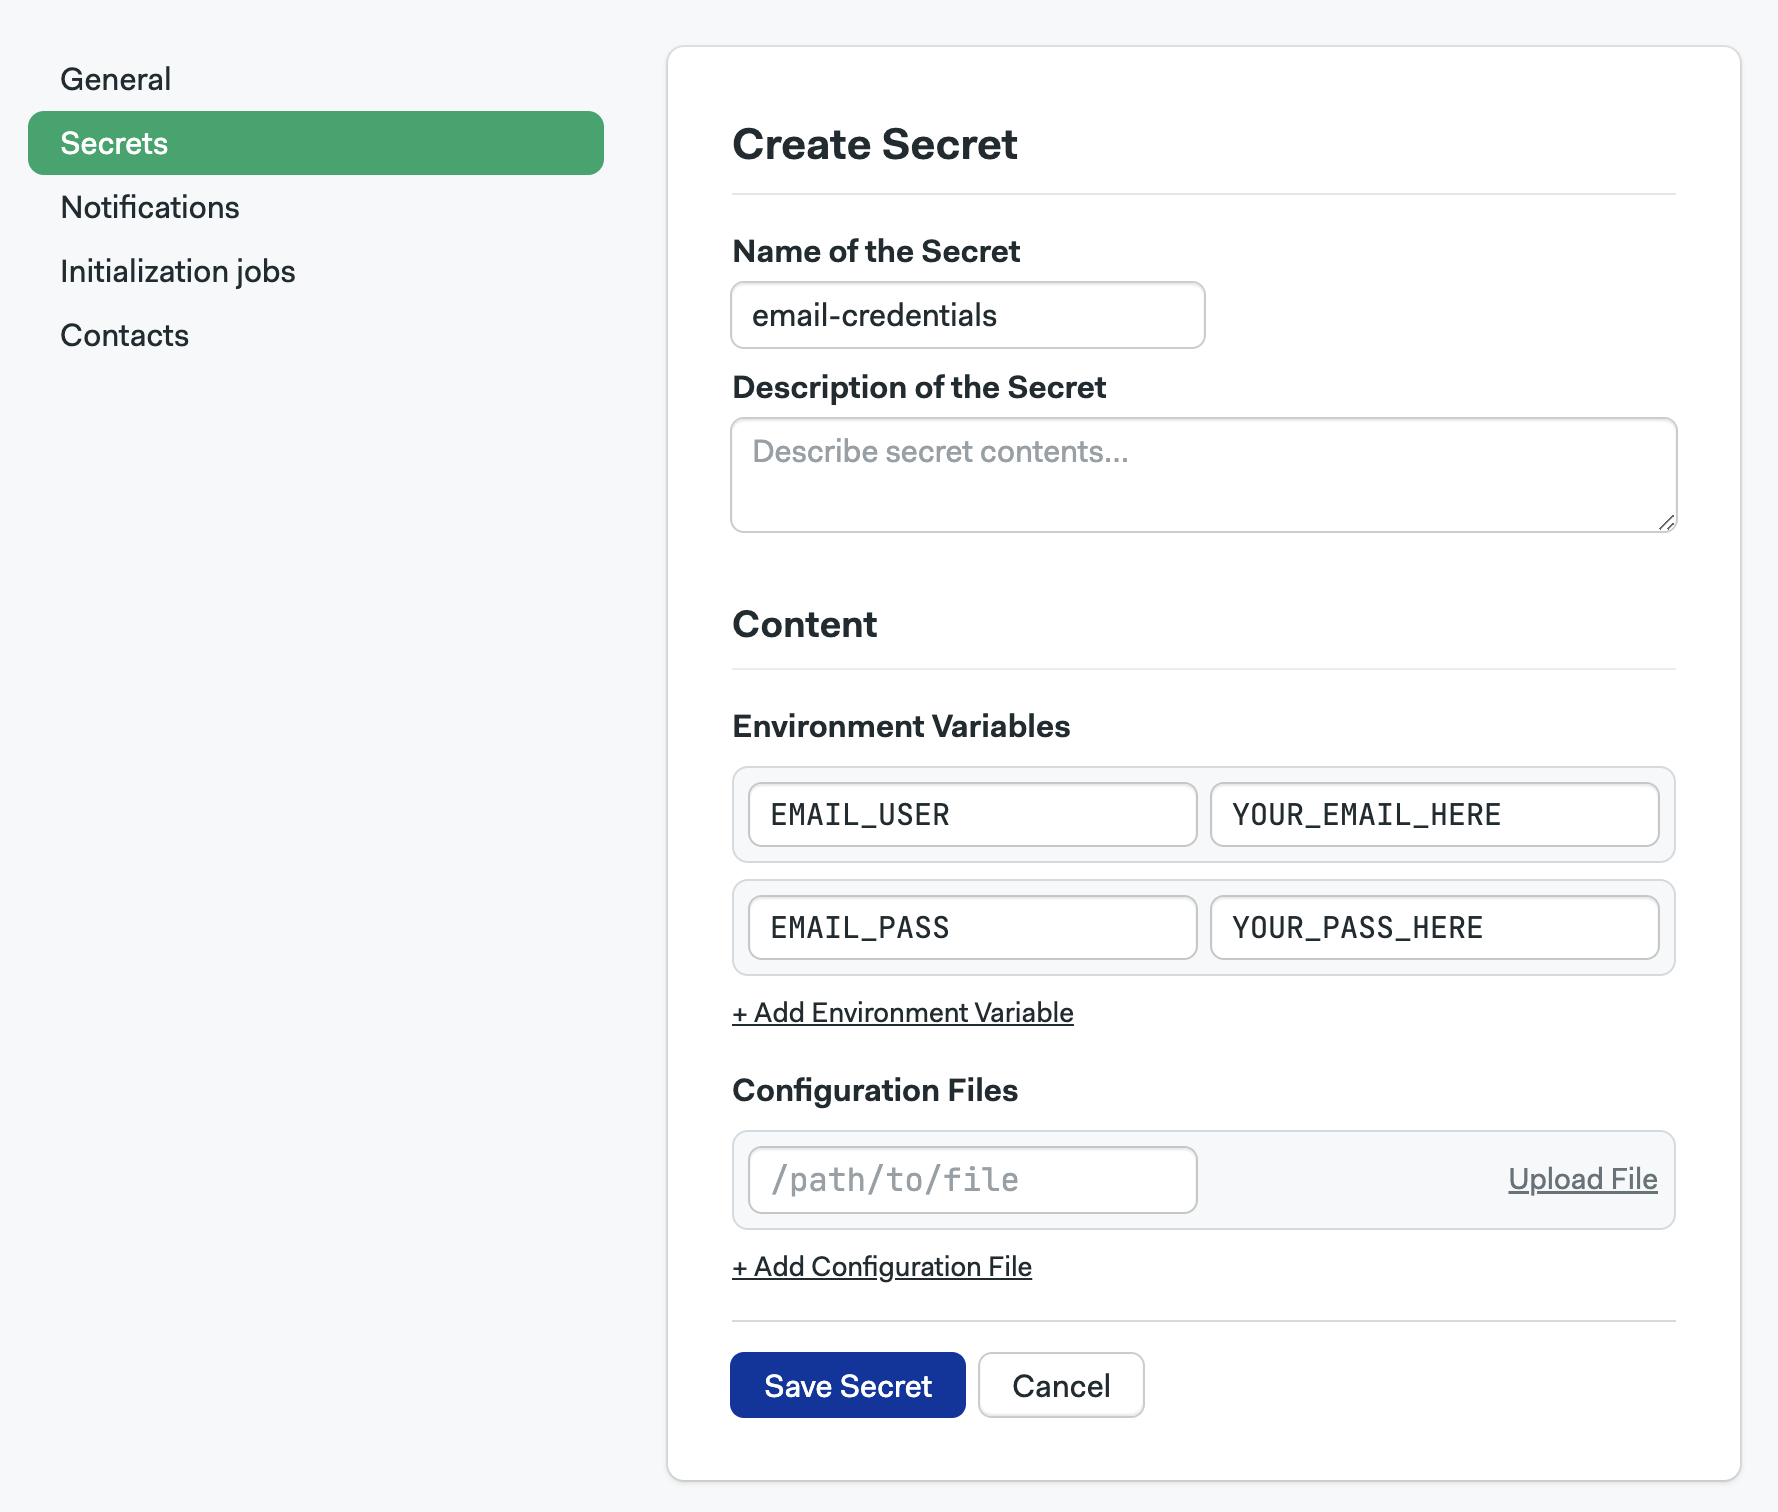 General
Secrets
Notifications
Initialization jobs
Contacts
Create Secret
Name of the Secret
email-credentials
Description of the Secret
Describe secret contents...
Content
Environment Variables
EMAIL_USER YOUR_EMAIL_HERE
EMAIL_PASS YOUR_PASS_HERE
+ Add Environment Variable
Configuration Files
/path/to/file Upload File
+ Add Configuration File
Save Secret Cancel